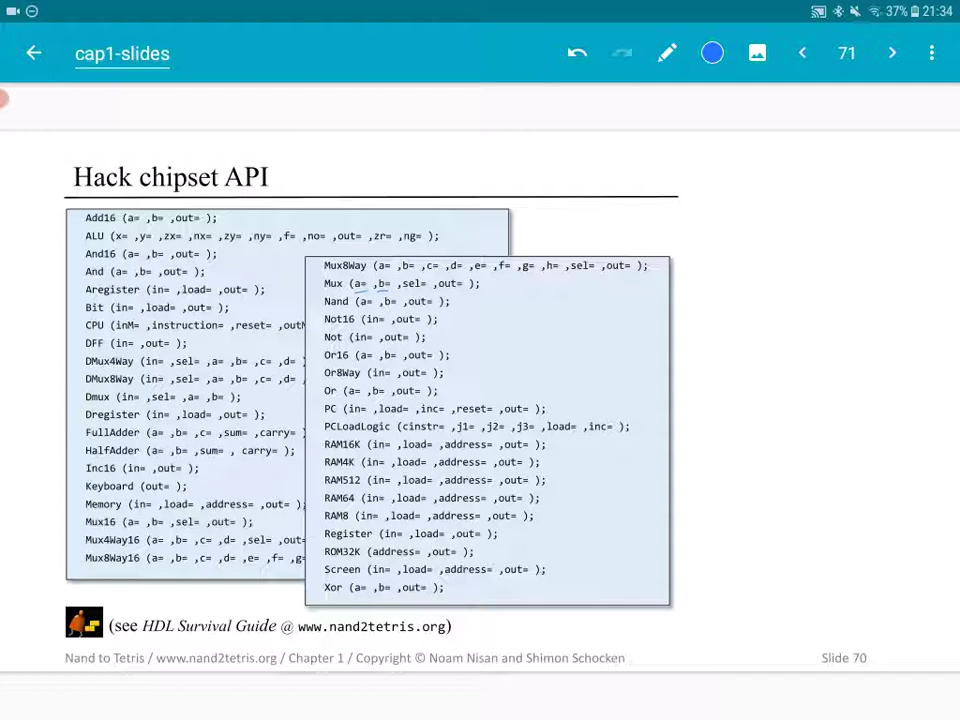 37% 21:34
cap1-slides
71
Hack chipset API
Add16 (a= ,b= ,out= );
ALU (x= ,y= ,zx= ,nx= ,zy= ,ny= ,f= ,no= ,out= ,zr= ,ng= );
And16 (a= ,b= ,out= );
And (a= ,b= ,out= );
Aregister (in= ,load= ,out= );
Bit (in= ,load= ,out= );
CPU (inM= ,instruction= ,reset= ,outM
DFF (in= ,out= );
DMux4Way (in= ,sel= ,a= ,b= ,c= ,d= )
DMux8Way (in= ,sel= ,a= ,b= ,c= ,d=
Dmux (in= ,sel= ,a= ,b= );
Dregister (in= ,load= ,out= );
FullAdder (a= ,b= ,c= ,sum= ,carry= )
HalfAdder (a= ,b= ,sum= , carry= );
Inc16 (in= ,out= );
Keyboard (out= );
Memory (in= ,load= ,address= ,out= );
Mux16 (a= ,b= ,sel= ,out= );
Mux4Way16 (a= ,b= ,c= ,d= ,sel= ,out=
Mux8Way16 (a= ,b= ,c= ,d= ,e= ,f= ,g=
Mux8Way (a= ,b= ,c= ,d= ,e= ,f= ,g= ,h= ,sel= ,out= );
Mux (a= ,b= ,sel= ,out= );
Nand (a= ,b= ,out= );
Not16 (in= ,out= );
Not (in= ,out= );
Or16 (a= ,b= ,out= );
Or8Way (in= ,out= );
Or (a= ,b= ,out= );
PC (in= ,load= ,inc= ,reset= ,out= );
PCLoadLogic (cinstr= ,j1= ,j2= ,j3= ,load= ,inc= );
RAM16K (in= ,load= ,address= ,out= );
RAM4K (in= ,load= ,address= ,out= );
RAM512 (in= ,load= ,address= ,out= );
RAM64 (in= ,load= ,address= ,out= );
RAM8 (in= ,load= ,address= ,out= );
Register (in= ,load= ,out= );
ROM32K (address= ,out= );
Screen (in= ,load= ,address= ,out= );
Xor (a= ,b= ,out= );
(see HDL Survival Guide @ www.nand2tetris.org)
Nand to Tetris / www.nand2tetris.org / Chapter 1 / Copyright © Noam Nisan and Shimon Schocken Slide 70